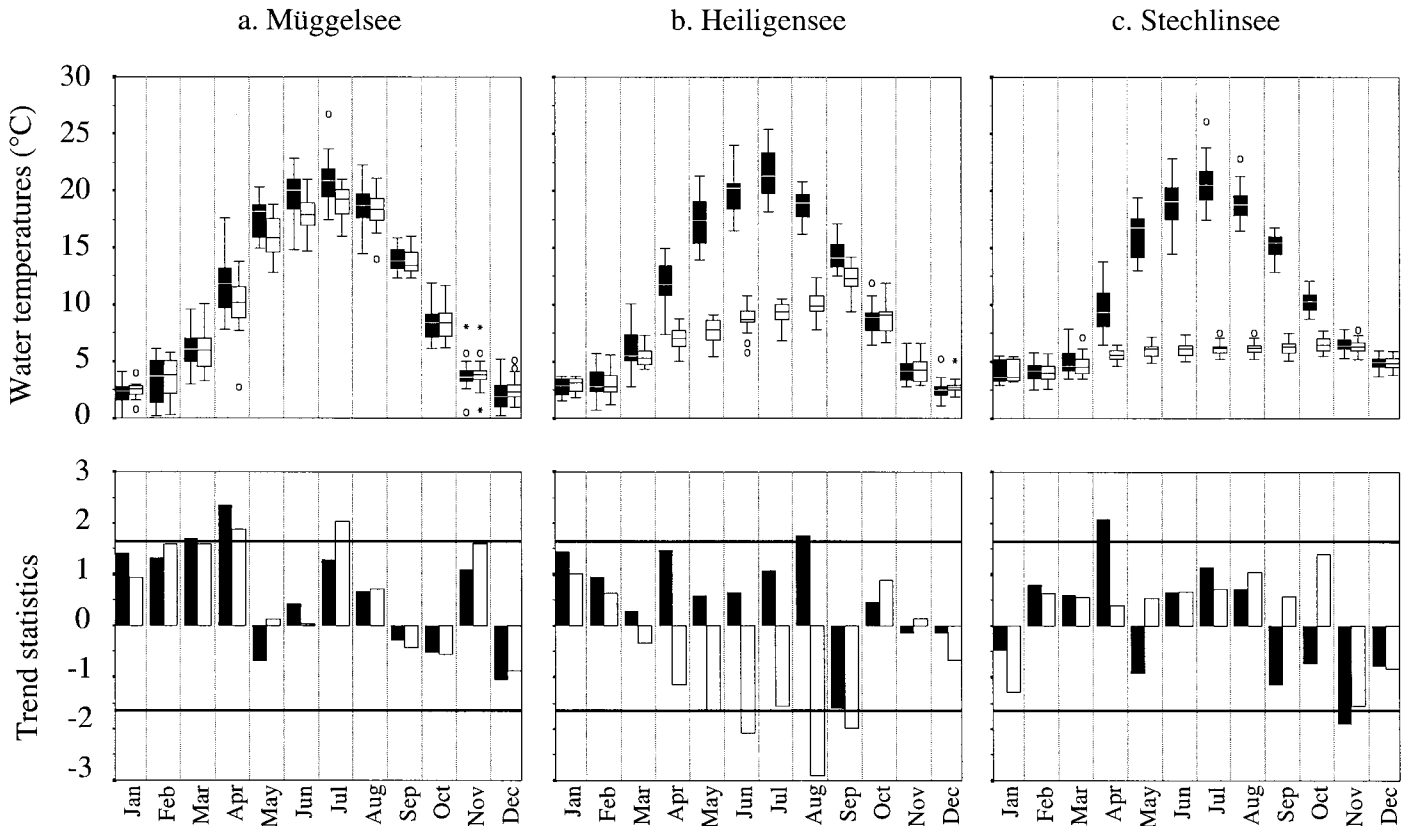 a. Müggelsee
b. Heiligensee
c. Stechlinsee
Water temperatures (°C)
30
25
20
15
10
5
0
Trend statistics
3
2
1
0
-1
-2
-3
Jan Feb Mar Apr May Jun Jul Aug Sep Oct Nov Dec
Jan Feb Mar Apr May Jun Jul Aug Sep Oct Nov Dec
Jan Feb Mar Apr May Jun Jul Aug Sep Oct Nov Dec